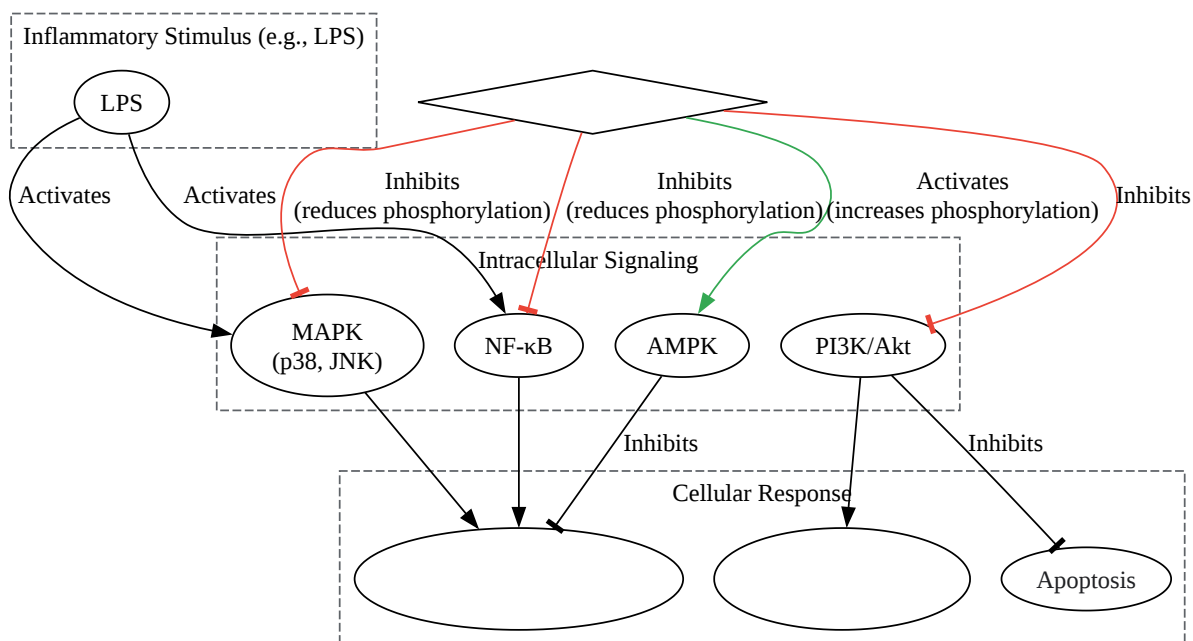 Inflammatory Stimulus (e.g., LPS)
LPS
Activates
Activates
Inhibits
(reduces phosphorylation)
Inhibits
(reduces phosphorylation)
Activates
(increases phosphorylation)
Inhibits
Intracellular Signaling
MAPK
(p38, JNK)
NF-κB
AMPK
PI3K/Akt
Inhibits
Inhibits
Cellular Response
Apoptosis